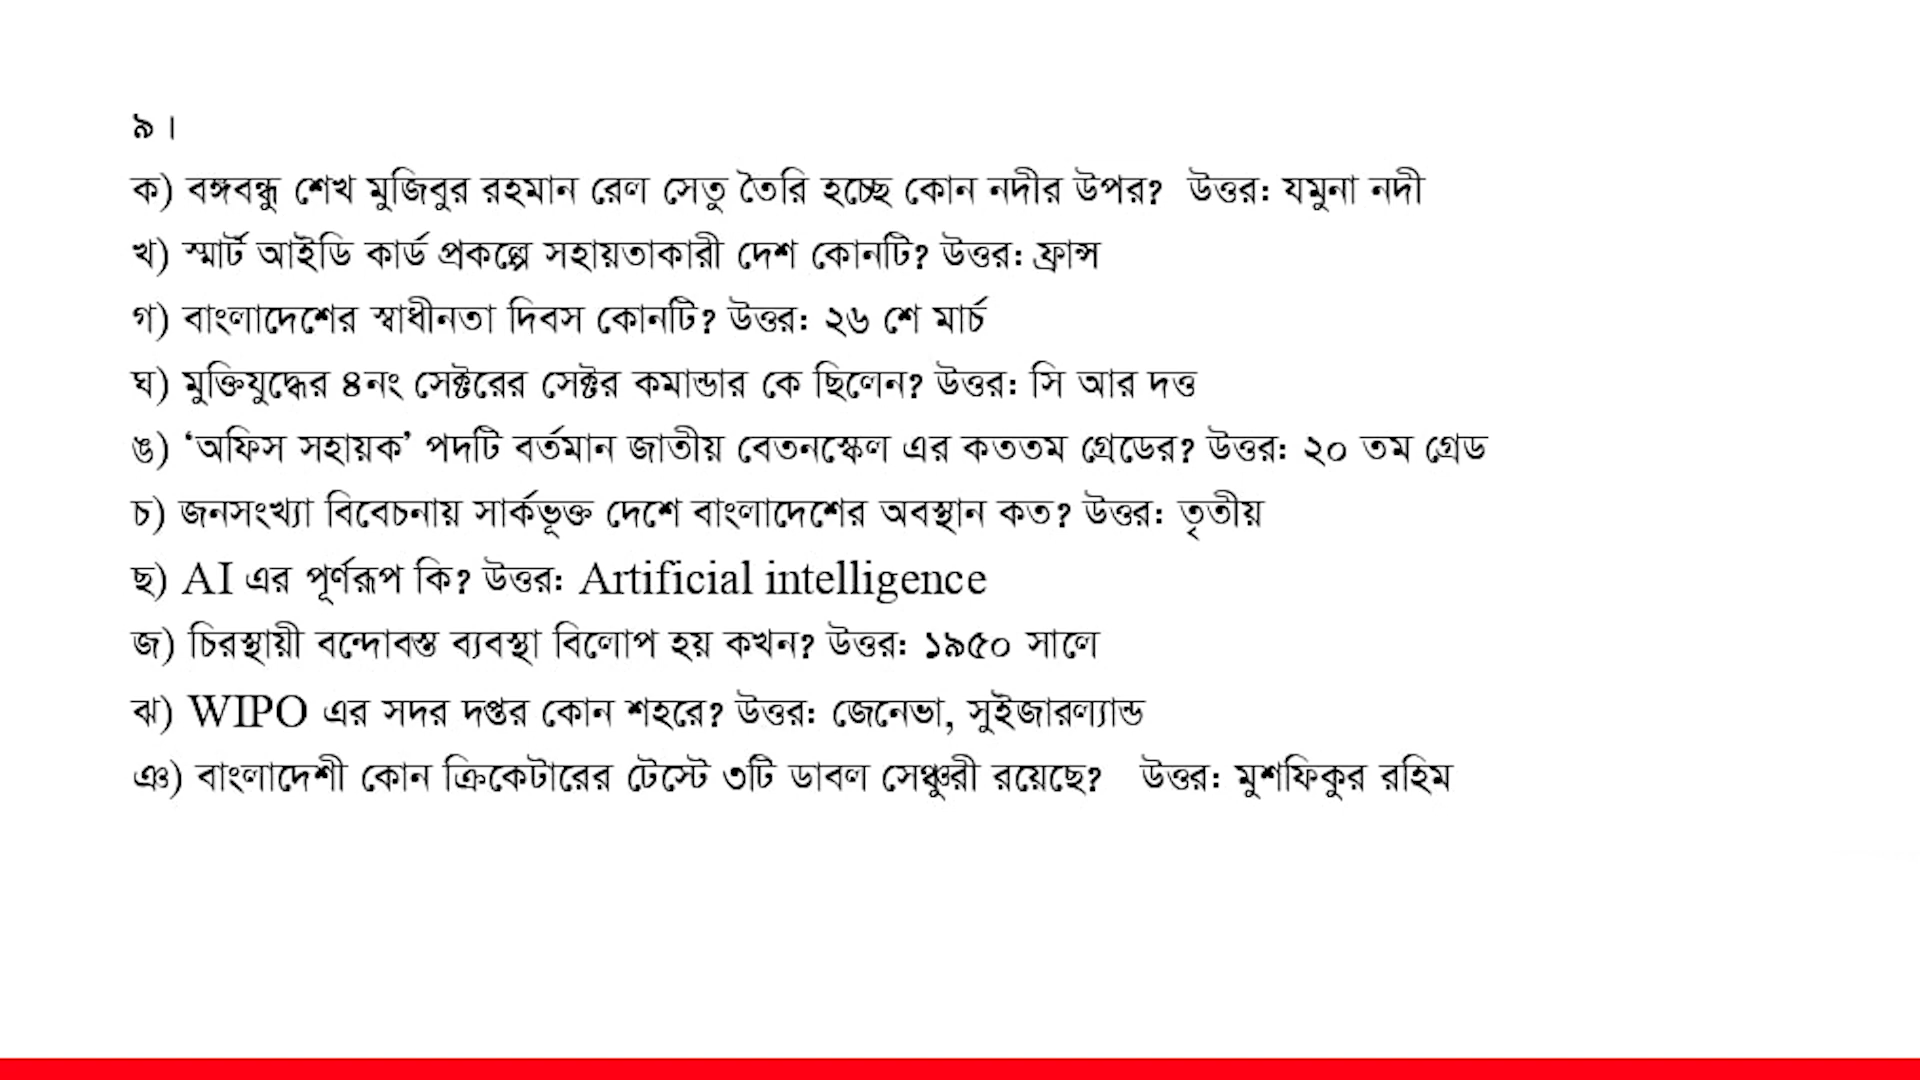 ৯।
ক) বঙ্গবন্ধু শেখ মুজিবুর রহমান রেল সেতু তৈরি হচ্ছে কোন নদীর উপর? উত্তর: যমুনা নদী
খ) স্মার্ট আইডি কার্ড প্রকল্পে সহায়তাকারী দেশ কোনটি? উত্তর: ফ্রান্স
গ) বাংলাদেশের স্বাধীনতা দিবস কোনটি? উত্তর: ২৬ শে মার্চ
ঘ) মুক্তিযুদ্ধের ৪নং সেক্টরের সেক্টর কমান্ডার কে ছিলেন? উত্তর: সি আর দত্ত
ঙ) ‘অফিস সহায়ক’ পদটি বর্তমান জাতীয় বেতনস্কেল এর কততম গ্রেডের? উত্তর: ২০ তম গ্রেড
চ) জনসংখ্যা বিবেচনায় সার্কভূক্ত দেশে বাংলাদেশের অবস্থান কত? উত্তর: তৃতীয়
ছ) AI এর পূর্ণরূপ কি? উত্তর: Artificial intelligence
জ) চিরস্থায়ী বন্দোবস্ত ব্যবস্থা বিলোপ হয় কখন? উত্তর: ১৯৫০ সালে
ঝ) WIPO এর সদর দপ্তর কোন শহরে? উত্তর: জেনেভা, সুইজারল্যান্ড
ঞ) বাংলাদেশী কোন ক্রিকেটারের টেস্টে ৩টি ডাবল সেঞ্চুরী রয়েছে? উত্তর: মুশফিকুর রহিম